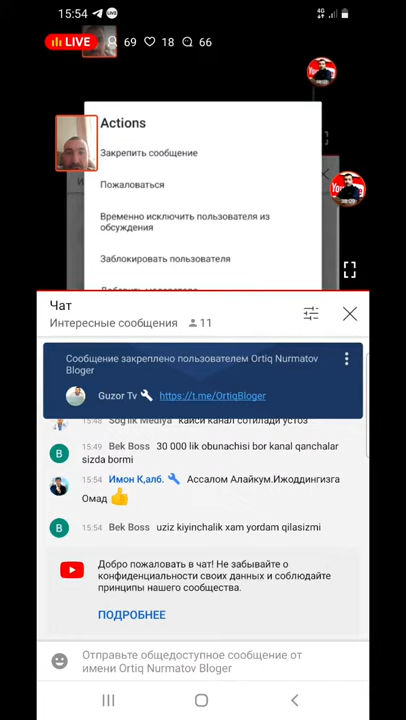 15:54
4G
LIVE
69
18
66
Actions
Закрепить сообщение
Пожаловаться
Временно исключить пользователя из
обсуждения
Заблокировать пользователя
Чат
Интересные сообщения 11
Сообщение закреплено пользователем Ortiq Nurmatov
Bloger
Guzor Tv https://t.me/OrtiqBloger
15:48 Sog'lik Mediya каиси канал сотилади устоз
15:49 Bek Boss 30 000 lik obunachisi bor kanal qanchalar
sizda bormi
15:54 Имон К,алб. Ассалом Алайкум.Ижоддингизга
Омад
15:54 Bek Boss uziz kiyinchalik xam yordam qilasizmi
Добро пожаловать в чат! Не забывайте о
конфиденциальности своих данных и соблюдайте
принципы нашего сообщества.
ПОДРОБНЕЕ
Отправьте общедоступное сообщение от
имени Ortiq Nurmatov Bloger